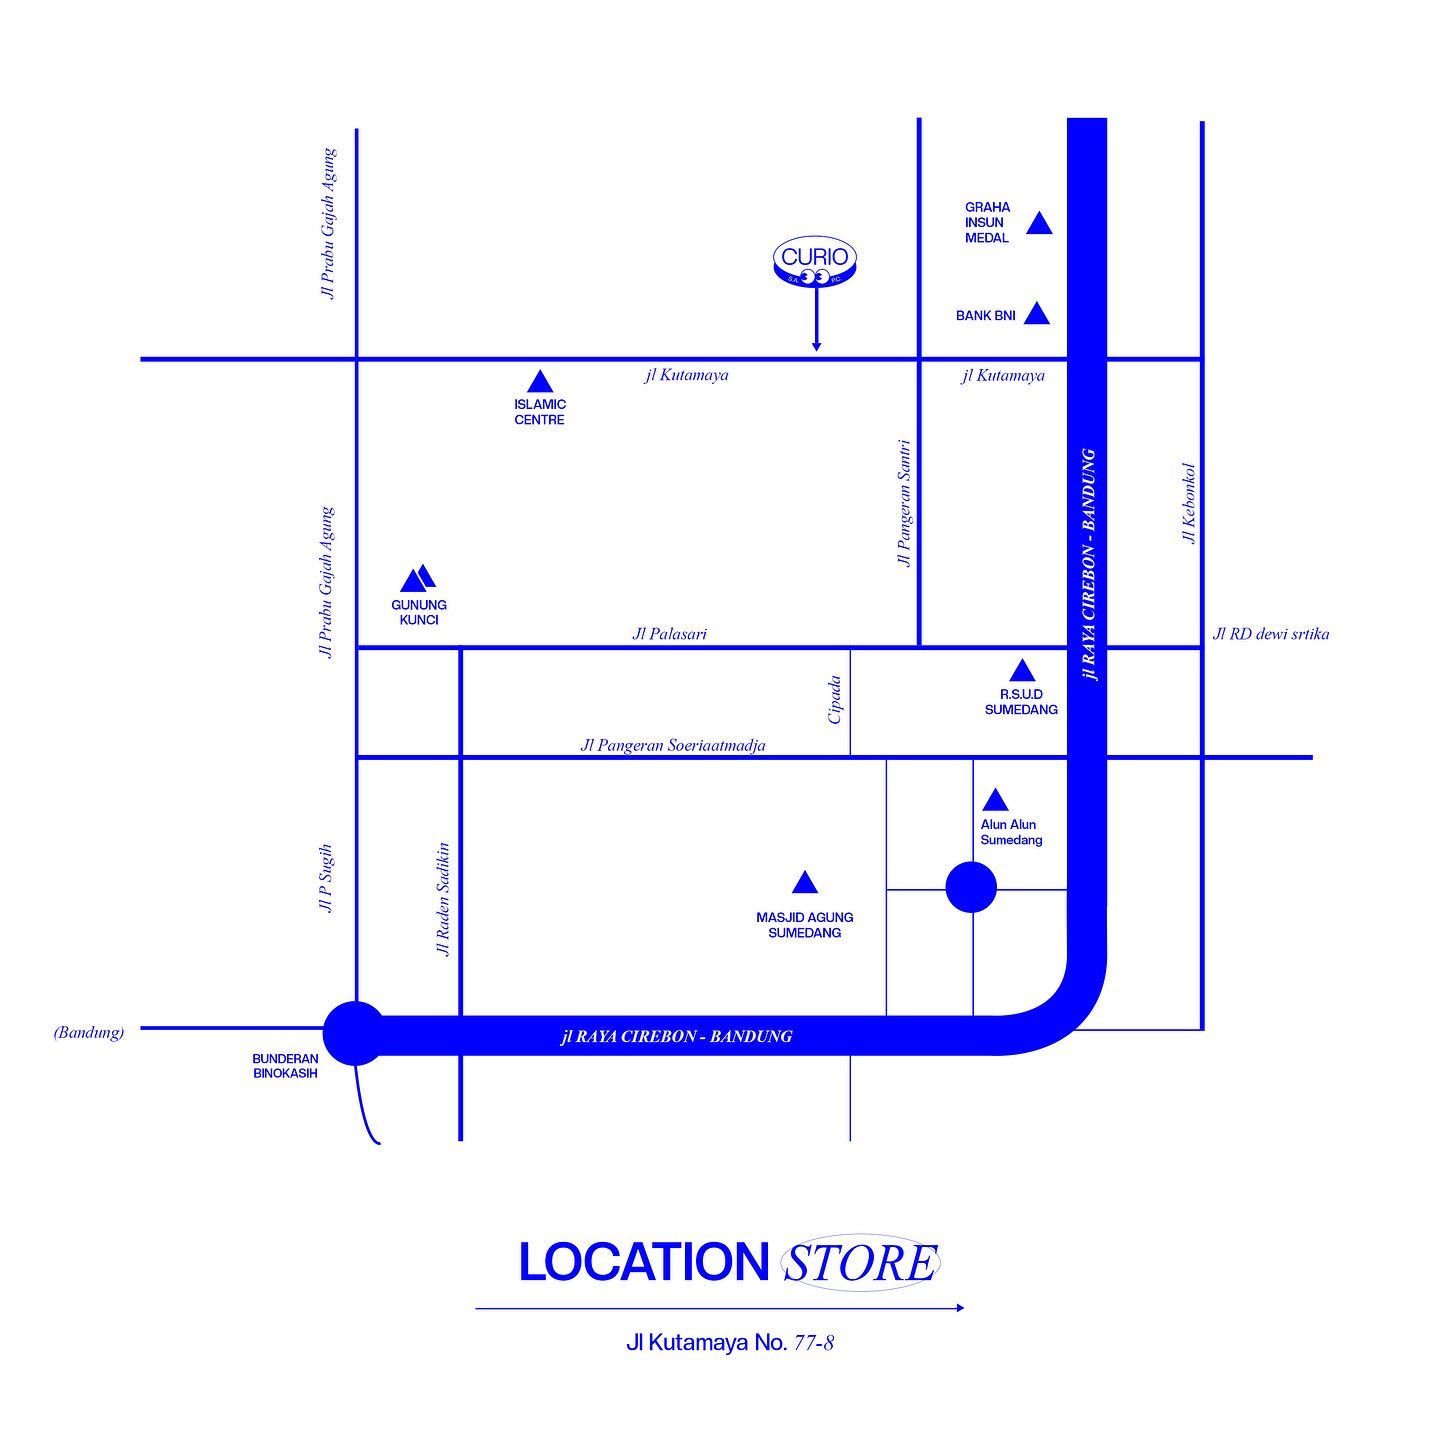 Jl Prabu Gajah Agung
GRAHA
INSUN
MEDAL
CURIO
S.A.
P.C.
BANK BNI
jl Kutamaya
jl Kutamaya
ISLAMIC
CENTRE
Jl Pangeran Santri
jl RAYA CIREBON - BANDUNG
Jl Kebonkol
Jl Prabu Gajah Agung
GUNUNG
KUNCI
Jl Palasari
Jl RD dewi srtika
Cipada
R.S.U.D
SUMEDANG
Jl Pangeran Soeriaatmadja
Alun Alun
Sumedang
Jl P Sugih
Jl Raden Sadikin
MASJID AGUNG
SUMEDANG
(Bandung)
jl RAYA CIREBON - BANDUNG
BUNDERAN
BINOKASIH
LOCATION STORE
Jl Kutamaya No. 77-8